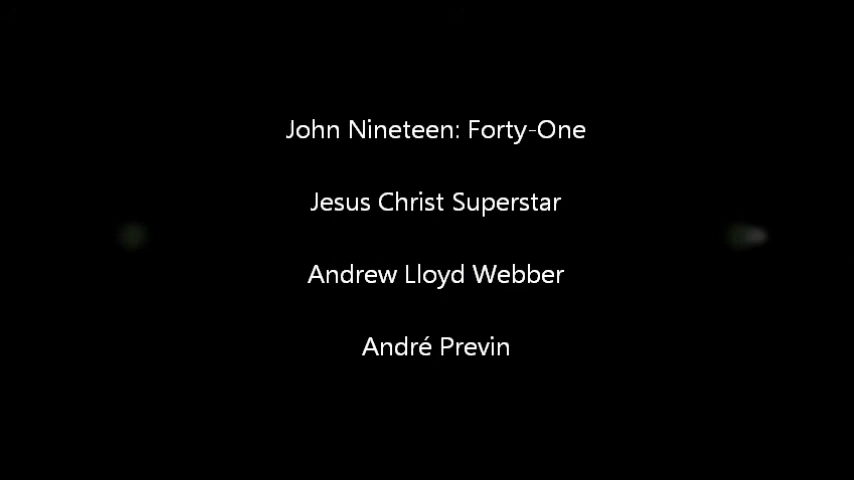 John Nineteen: Forty-One
Jesus Christ Superstar
Andrew Lloyd Webber
André Previn